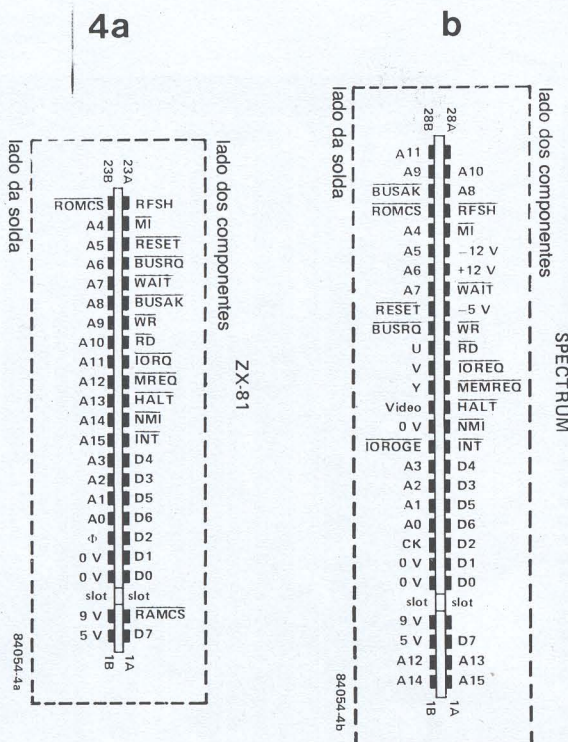 4a
lado dos componentes
lado da solda
23B 23A
ROMCS RFSH
A4 MI
A5 RESET
A6 BUSRQ
A7 WAIT
A8 BUSAK
A9 WR
A10 RD
A11 IORQ
A12 MREQ
A13 HALT
A14 NMI
A15 INT
A3 D4
A2 D3
A1 D5
A0 D6
Φ D2
0 V D1
0 V D0
slot slot
9 V RAMCS
5 V D7
1B 1A
ZX-81
84054-4a
b
lado dos componentes
lado da solda
28B 28A
A11
A9 A10
BUSAK A8
ROMCS RFSH
A4 MI
A5 −12 V
A6 +12 V
A7 WAIT
RESET −5 V
BUSRQ WR
U RD
V IOREQ
Y MEMREQ
Video HALT
0 V NMI
IOROGE INT
A3 D4
A2 D3
A1 D5
A0 D6
CK D2
0 V D1
0 V D0
slot slot
9 V
5 V D7
A12 A13
A14 A15
1B 1A
SPECTRUM
84054-4b